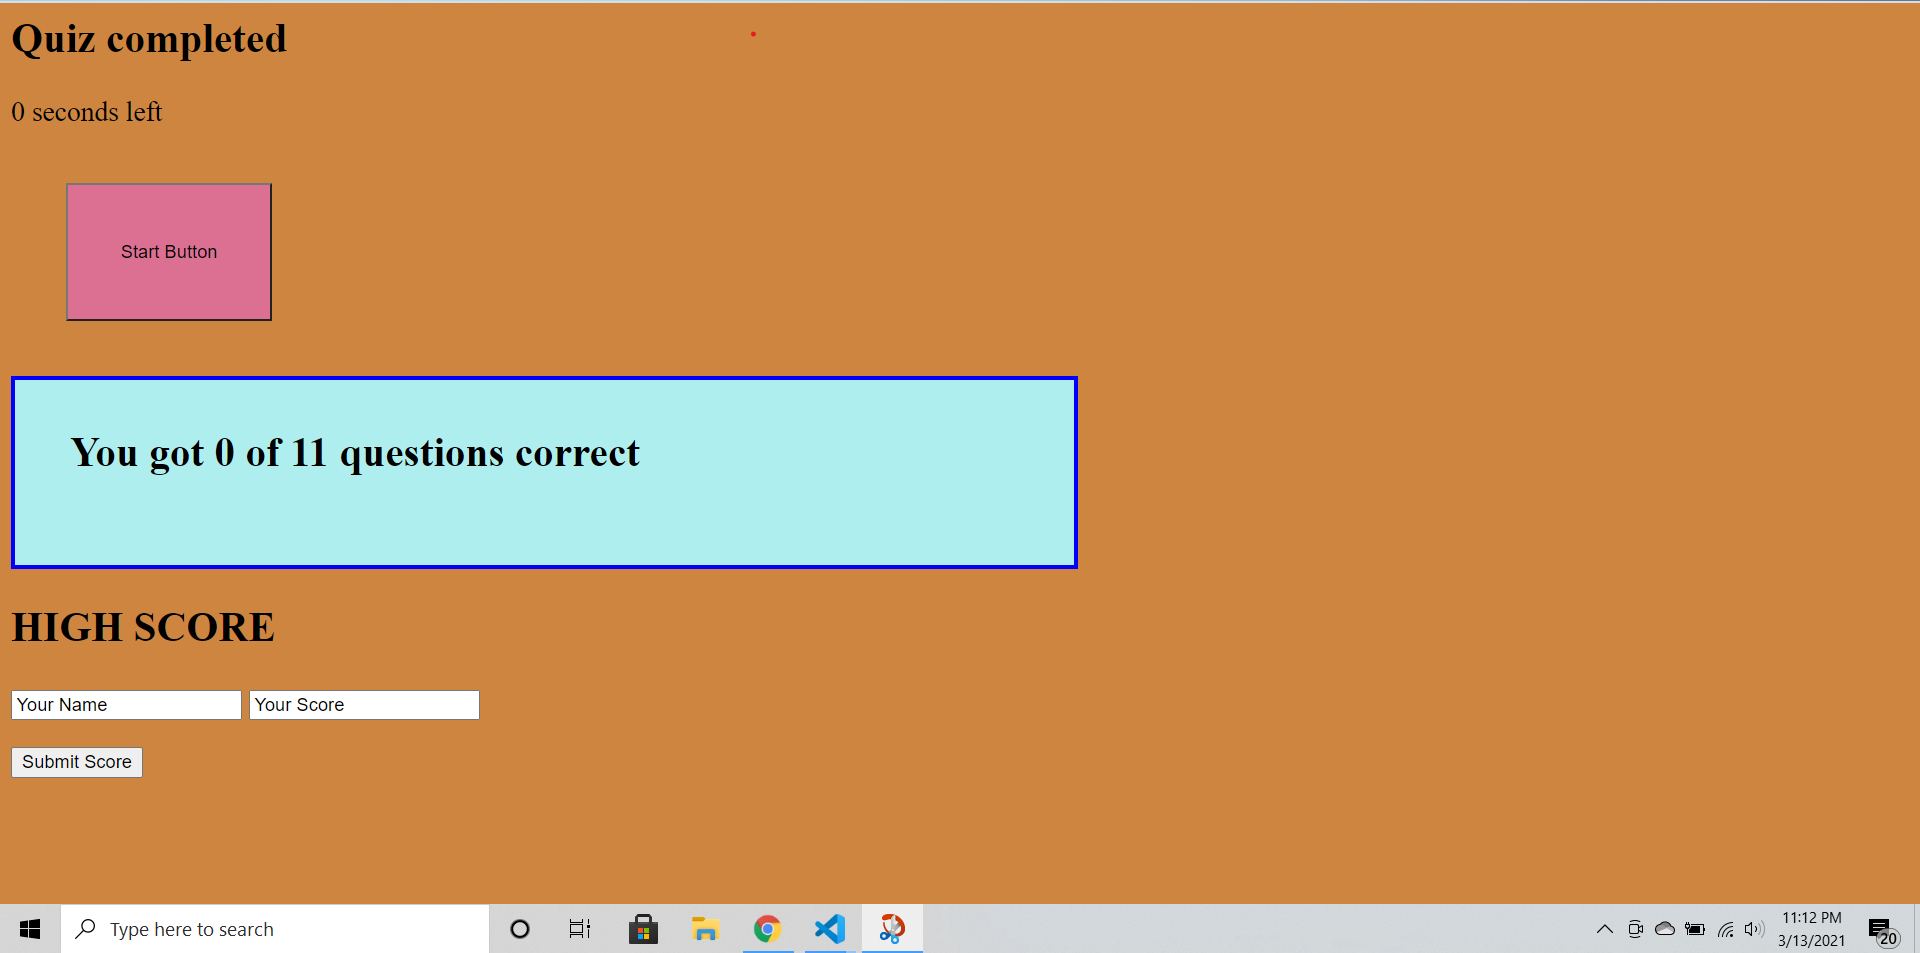 Quiz completed
0 seconds left
Start Button
You got 0 of 11 questions correct
HIGH SCORE
Your Name Your Score
Submit Score
Type here to search
11:12 PM
3/13/2021
20